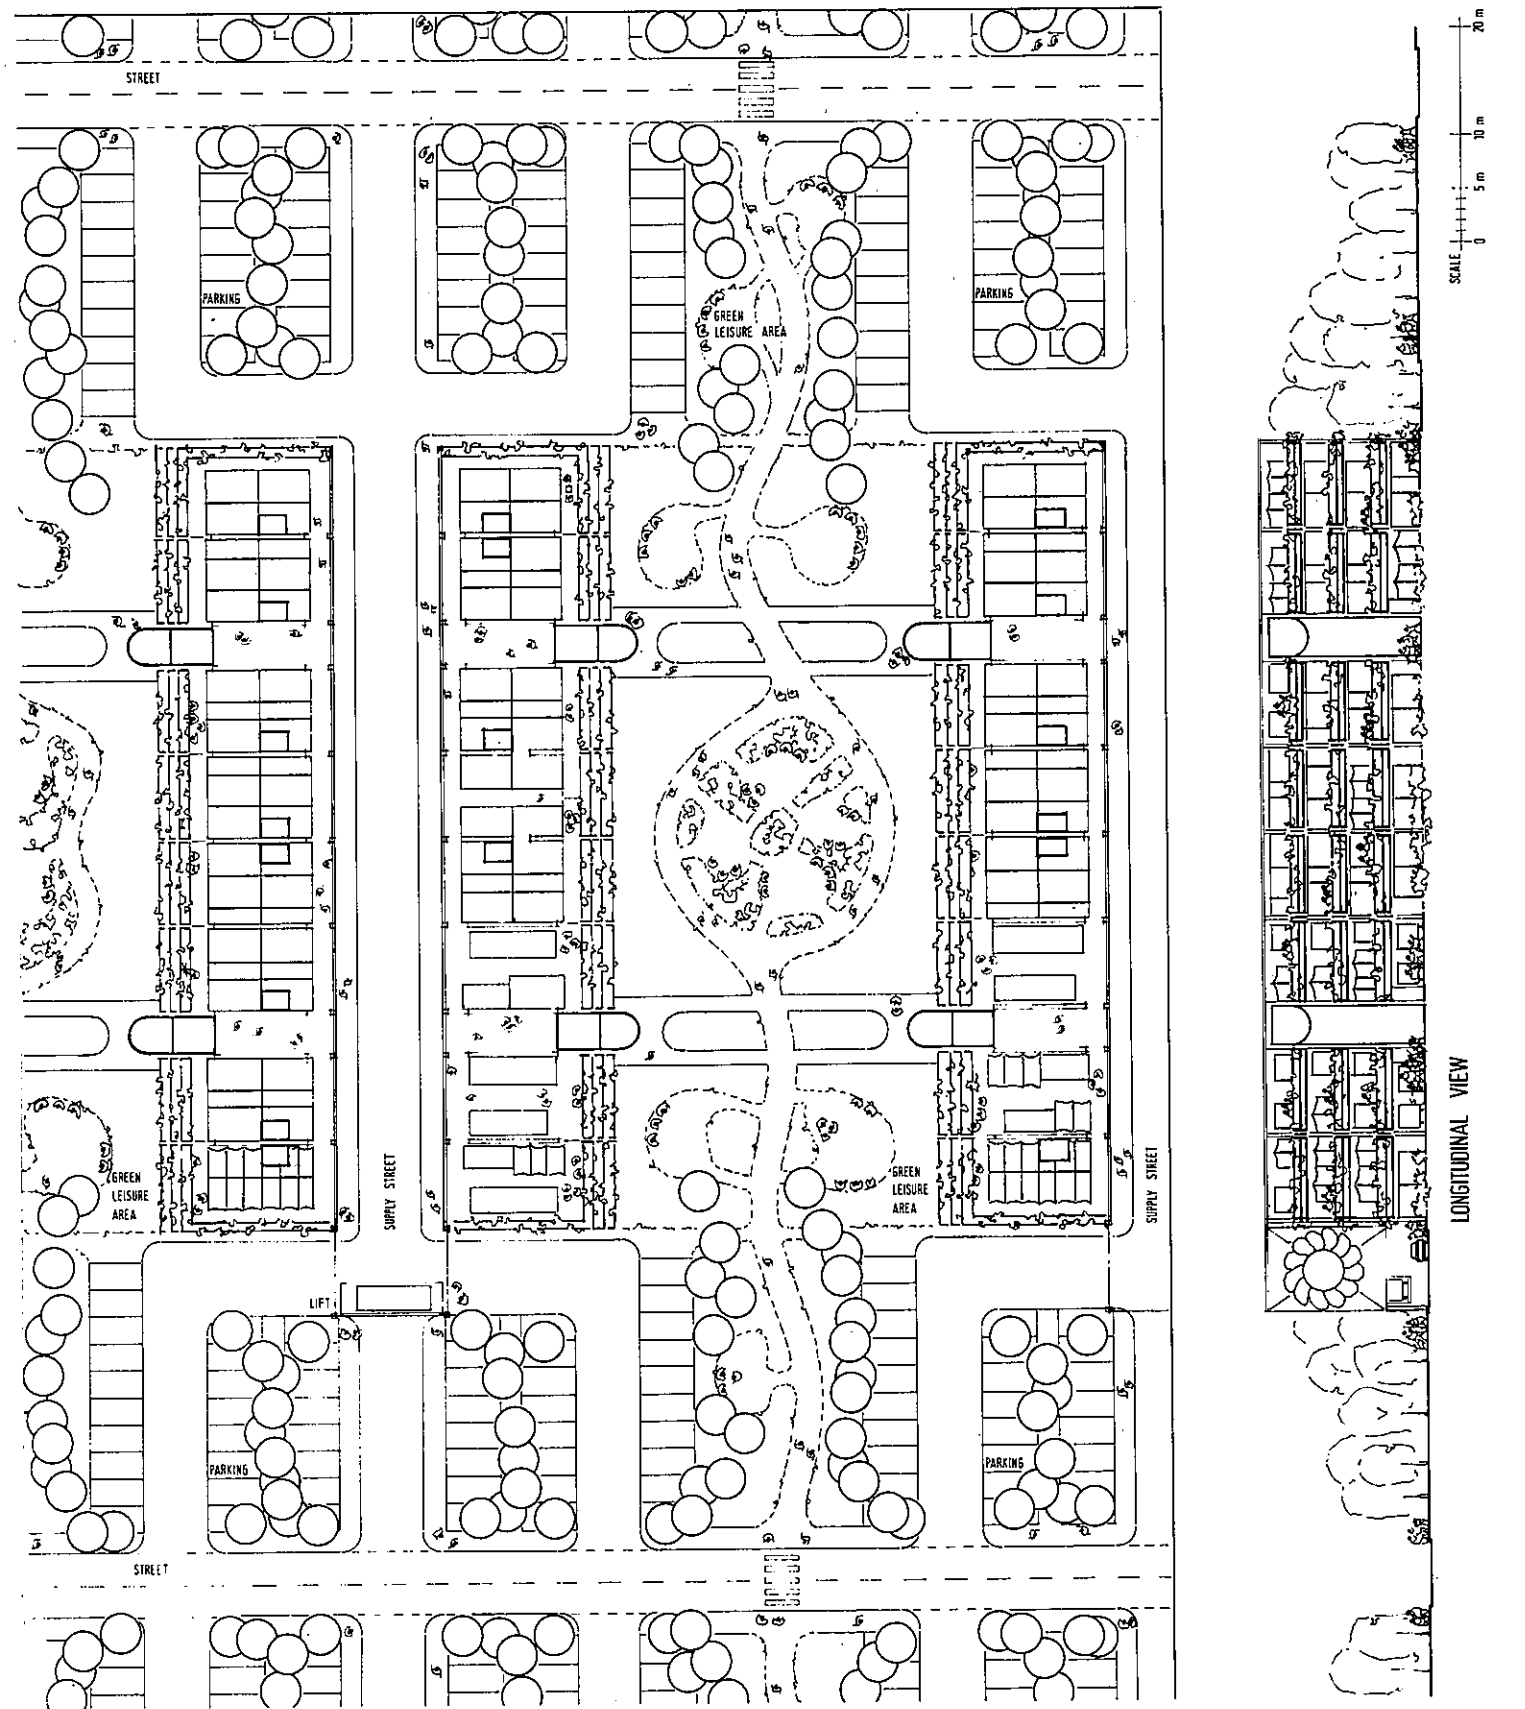 STREET
PARKING
GREEN
LEISURE AREA
PARKING
GREEN
LEISURE
AREA
SUPPLY STREET
GREEN
LEISURE
AREA
SUPPLY STREET
LIFT
PARKING
PARKING
STREET
SCALE
0
5 m
10 m
20 m
LONGITUDINAL VIEW